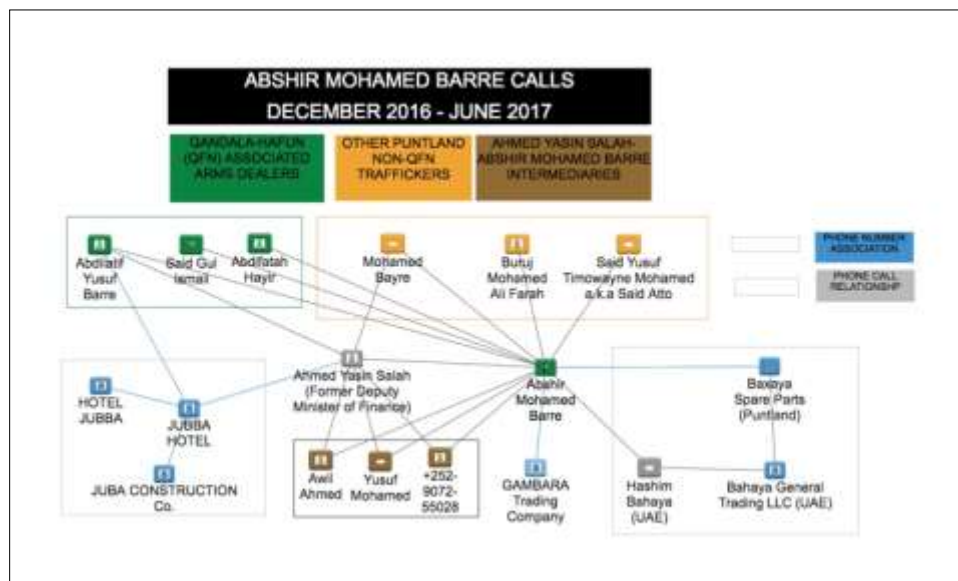 ABSHIR MOHAMED BARRE CALLS
DECEMBER 2016 - JUNE 2017
QANDALA-HAFUN
(QFN) ASSOCIATED
ARMS DEALERS
OTHER PUNTLAND
NON-QFN
TRAFFICKERS
AHMED YASIN SALAH-
ABSHIR MOHAMED BARRE
INTERMEDIARIES
PHONE NUMBER
ASSOCIATION
PHONE CALL
RELATIONSHP
Abdilatif
Yusuf
Barre
Said Gul
Ismail
Abdifatah
Hayir
Mohamed
Bayre
Butuj
Mohamed
Ali Farah
Said Yusuf
Timowayne Mohamed
a.k.a Said Atto
HOTEL
JUBBA
JUBBA
HOTEL
JUBA CONSTRUCTION
Co.
Ahmed Yasin Salah
(Former Deputy
Minister of Finance)
Awil
Ahmed
Yusuf
Mohamed
+252-
9072-
55028
Abshir
Mohamed
Barre
GAMBARA
Trading
Company
Baxaya
Spare Parts
(Puntland)
Hashim
Bahaya
(UAE)
Bahaya General
Trading LLC (UAE)